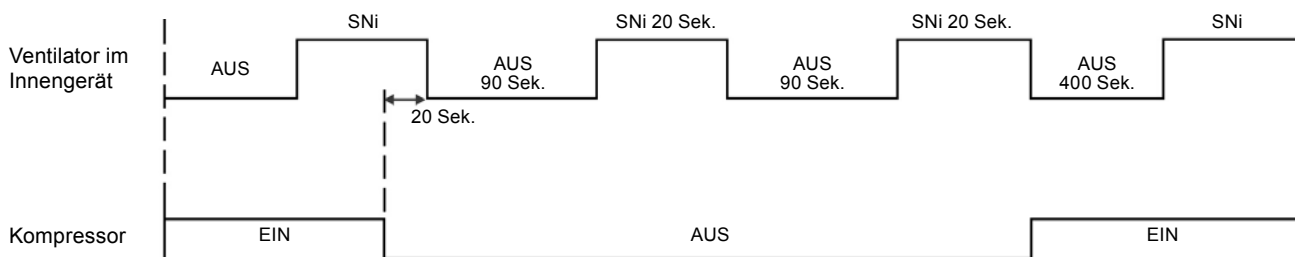 SNi
SNi 20 Sek.
SNi 20 Sek.
SNi
Ventilator im
Innengerät
AUS
AUS
90 Sek.
AUS
90 Sek.
AUS
400 Sek.
20 Sek.
Kompressor
EIN
AUS
EIN